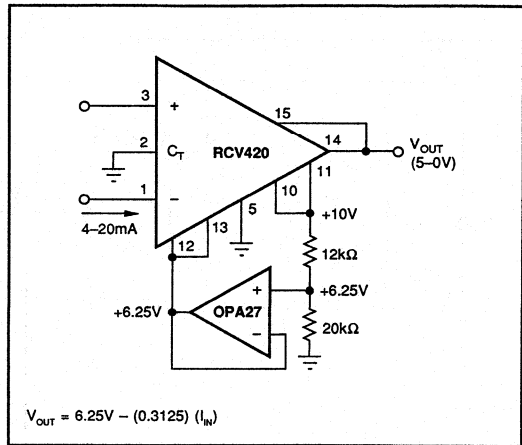 3
+
15
2
C_T
RCV420
14
V_OUT
(5–0V)
11
1
–
10
5
+10V
4–20mA
13
12
12kΩ
+6.25V
OPA27
+
–
+6.25V
20kΩ
V_OUT = 6.25V – (0.3125) (I_IN)